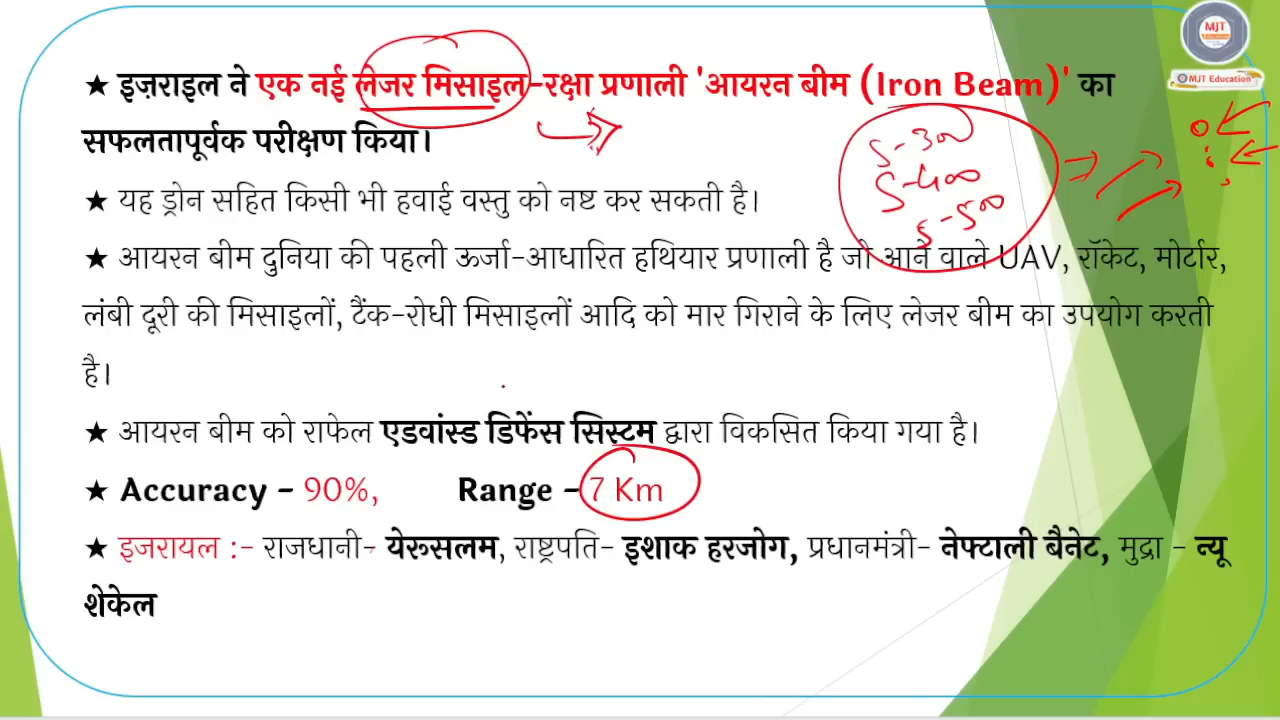 MJT
MJT Education
★ इज़राइल ने एक नई लेजर मिसाइल-रक्षा प्रणाली 'आयरन बीम (Iron Beam)' का
सफलतापूर्वक परीक्षण किया।
S-300
S-400
S-500
★ यह ड्रोन सहित किसी भी हवाई वस्तु को नष्ट कर सकती है।
★ आयरन बीम दुनिया की पहली ऊर्जा-आधारित हथियार प्रणाली है जो आने वाले UAV, रॉकेट, मोर्टार,
लंबी दूरी की मिसाइलों, टैंक-रोधी मिसाइलों आदि को मार गिराने के लिए लेजर बीम का उपयोग करती
है।
★ आयरन बीम को राफेल एडवांस्ड डिफेंस सिस्टम द्वारा विकसित किया गया है।
★ Accuracy – 90%, Range – 7 Km
★ इजरायल :- राजधानी- येरूसलम, राष्ट्रपति- इशाक हरजोग, प्रधानमंत्री- नेफ्टाली बैनेट, मुद्रा - न्यू
शेकेल